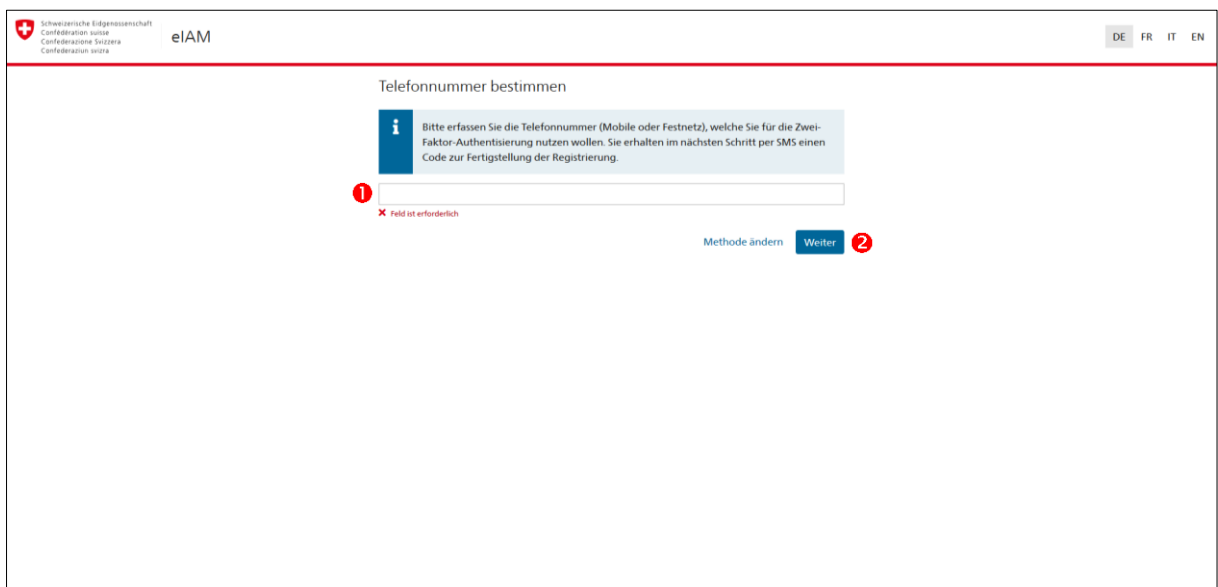 Schweizerische Eidgenossenschaft
Confédération suisse
Confederazione Svizzera
Confederaziun svizra
eIAM
DE FR IT EN
Telefonnummer bestimmen
Bitte erfassen Sie die Telefonnummer (Mobile oder Festnetz), welche Sie für die Zwei-
Faktor-Authentisierung nutzen wollen. Sie erhalten im nächsten Schritt per SMS einen
Code zur Fertigstellung der Registrierung.
1
Feld ist erforderlich
Methode ändern Weiter 2